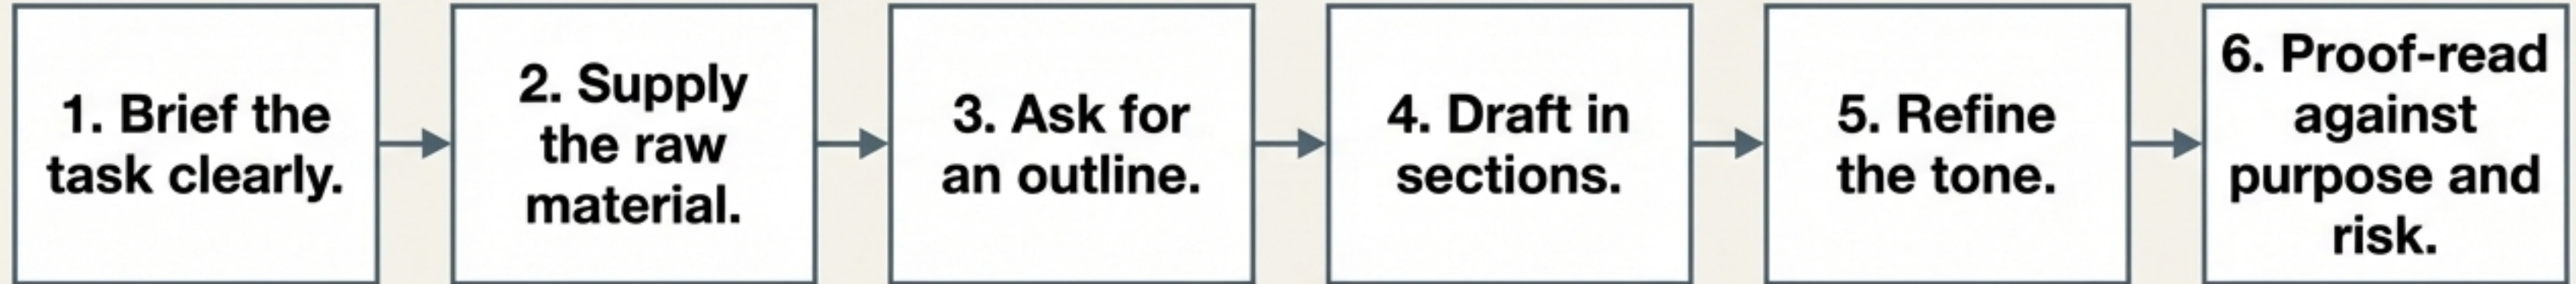 1. Brief the
task clearly.
2. Supply
the raw
material.
3. Ask for
an outline.
4. Draft in
sections.
5. Refine
the tone.
6. Proof-read
against
purpose and
risk.